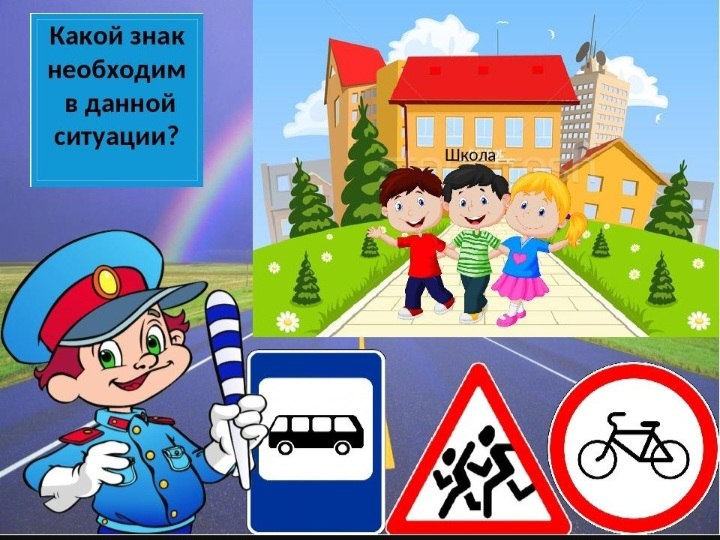 Какой знак
необходим
в данной
ситуации?
Школа